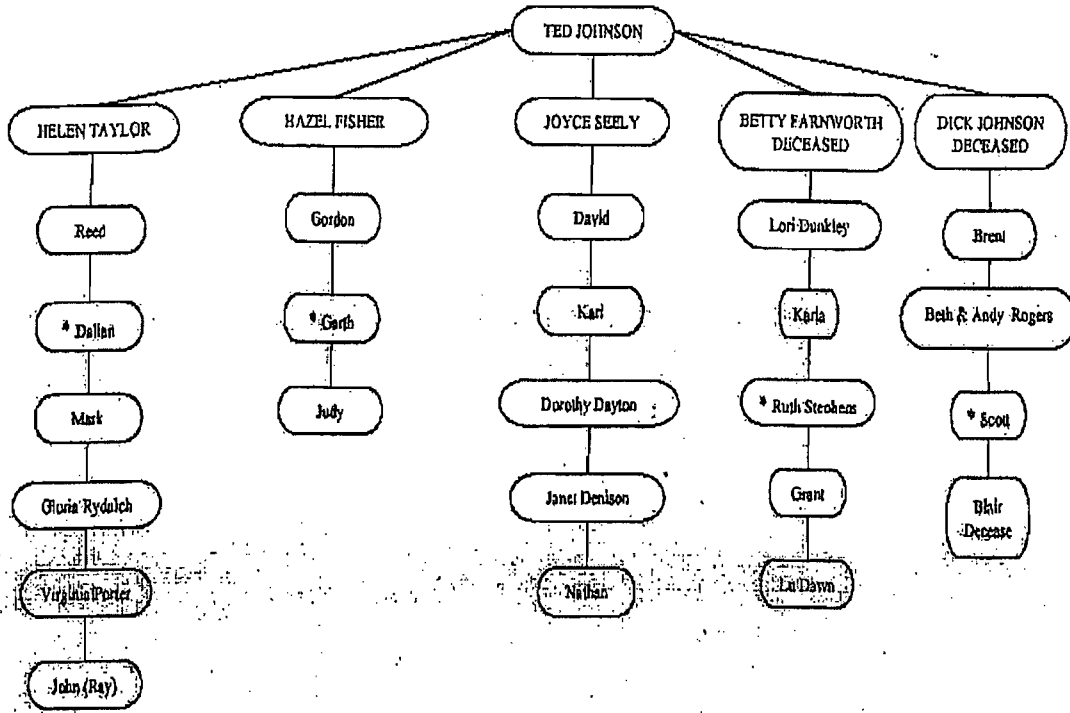 TED JOHNSON
HELEN TAYLOR
Reed
* Dallan
Mark
Gloria Rydalch
Virginia Porter
John (Ray)
HAZEL FISHER
Gordon
* Garth
Judy
JOYCE SEELY
David
Karl
Dorothy Dayton
Janet Denison
Nathan
BETTY FARNWORTH
DECEASED
Lori Dunkley
Karla
* Ruth Stephens
Grant
Lu Dawn
DICK JOHNSON
DECEASED
Brent
Beth & Andy Rogers
* Scott
Blair
Decease